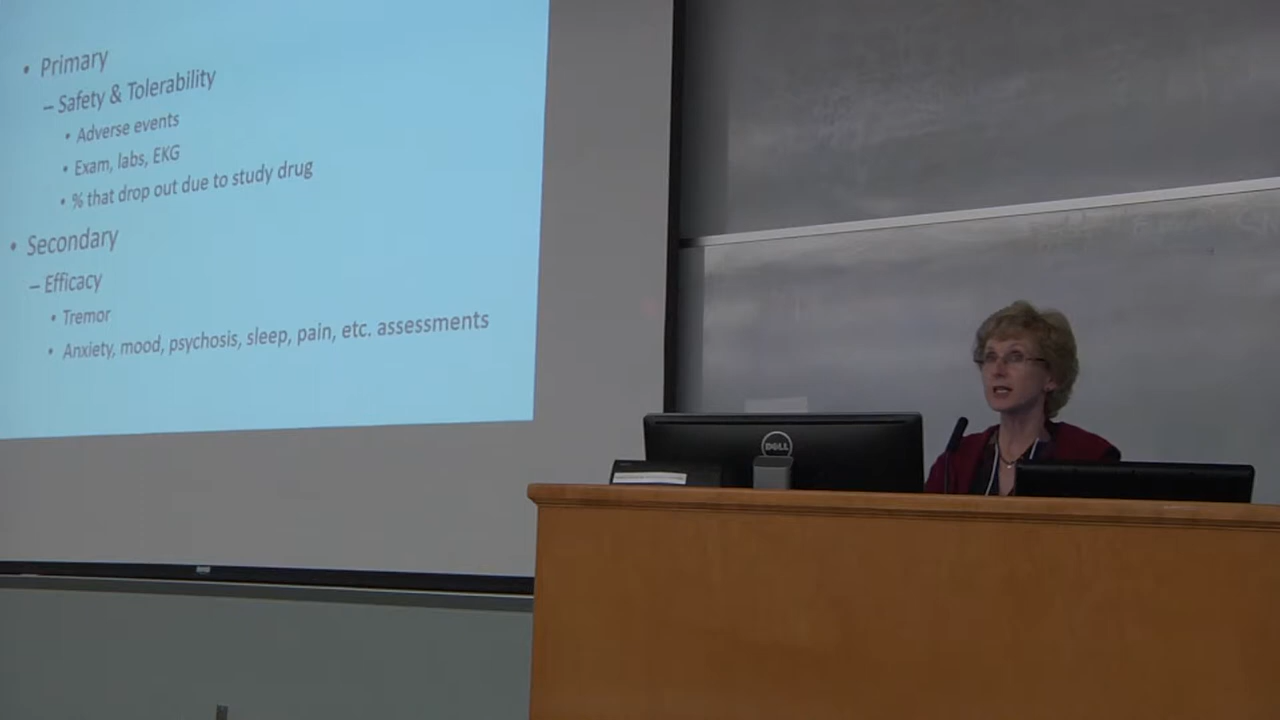 • Primary
– Safety & Tolerability
• Adverse events
• Exam, labs, EKG
• % that drop out due to study drug
• Secondary
– Efficacy
• Tremor
• Anxiety, mood, psychosis, sleep, pain, etc. assessments
DELL